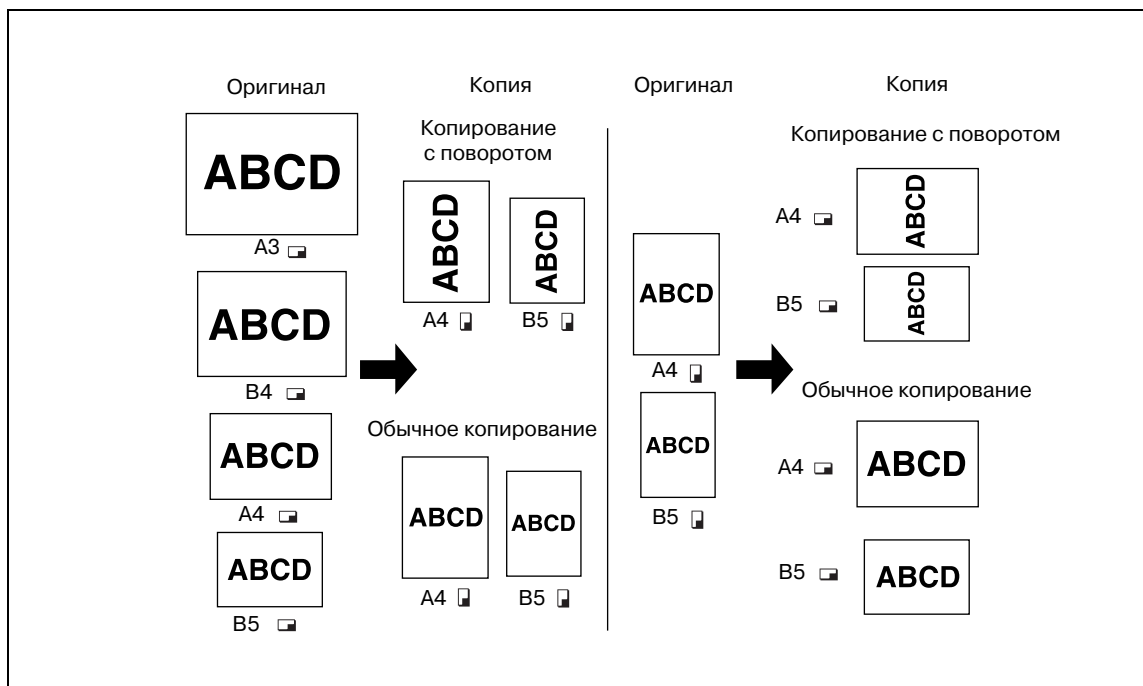 Оригинал
Копия
ABCD
A3
ABCD
B4
ABCD
A4
ABCD
B5
Копирование
с поворотом
ABCD
A4
ABCD
B5
Обычное копирование
ABCD
A4
ABCD
B5
Оригинал
Копия
ABCD
A4
ABCD
B5
Копирование с поворотом
A4
ABCD
B5
ABCD
Обычное копирование
A4
ABCD
B5
ABCD